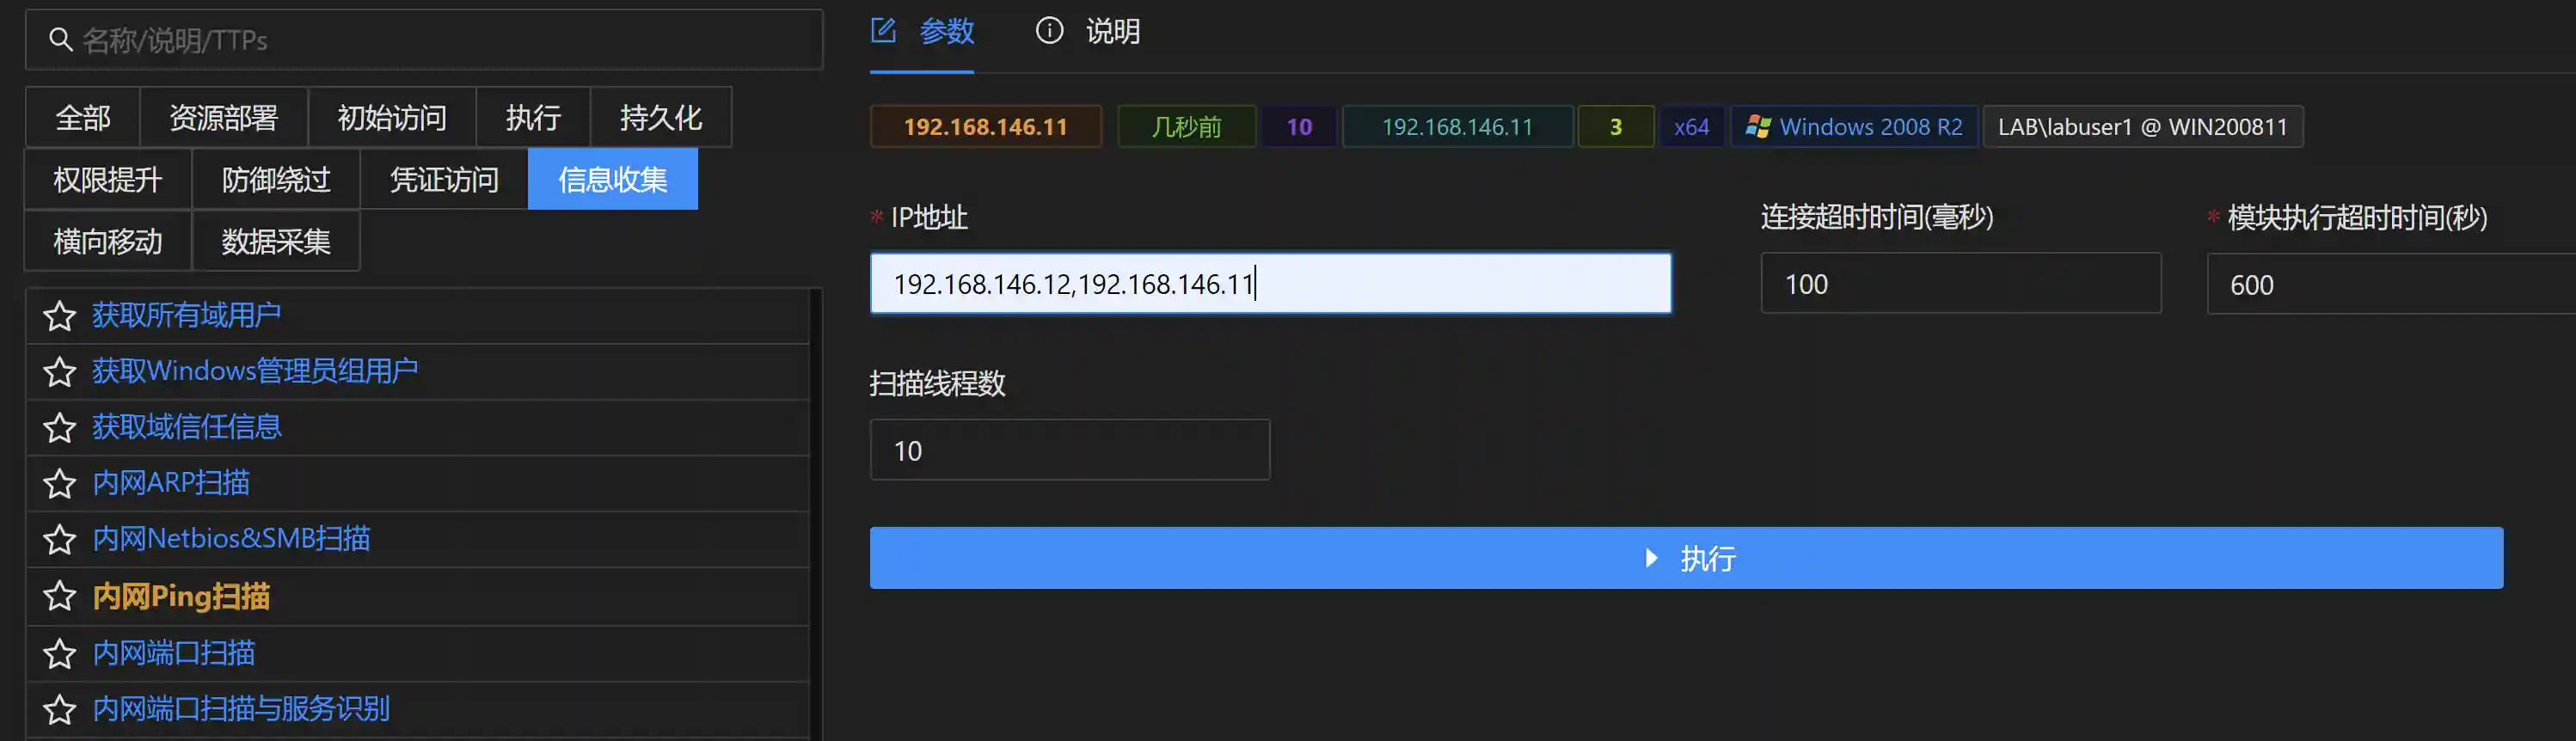 名称/说明/TTPs
全部 资源部署 初始访问 执行 持久化
权限提升 防御绕过 凭证访问 信息收集
横向移动 数据采集
获取所有域用户
获取Windows管理员组用户
获取域信任信息
内网ARP扫描
内网Netbios&SMB扫描
内网Ping扫描
内网端口扫描
内网端口扫描与服务识别
参数 说明
192.168.146.11 几秒前 10 192.168.146.11 3 x64 Windows 2008 R2 LAB\labuser1 @ WIN200811
* IP地址 连接超时时间(毫秒) * 模块执行超时时间(秒)
192.168.146.12,192.168.146.11 100 600
扫描线程数
10
执行